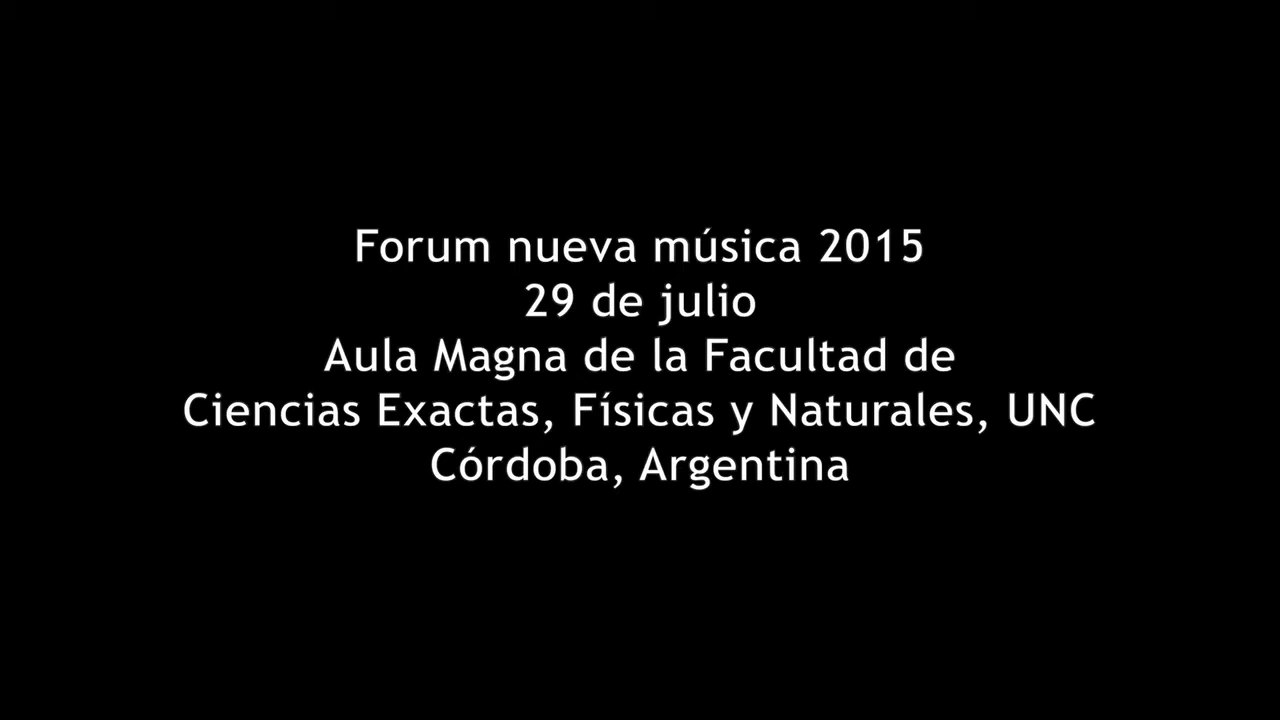 Forum nueva música 2015
29 de julio
Aula Magna de la Facultad de
Ciencias Exactas, Físicas y Naturales, UNC
Córdoba, Argentina